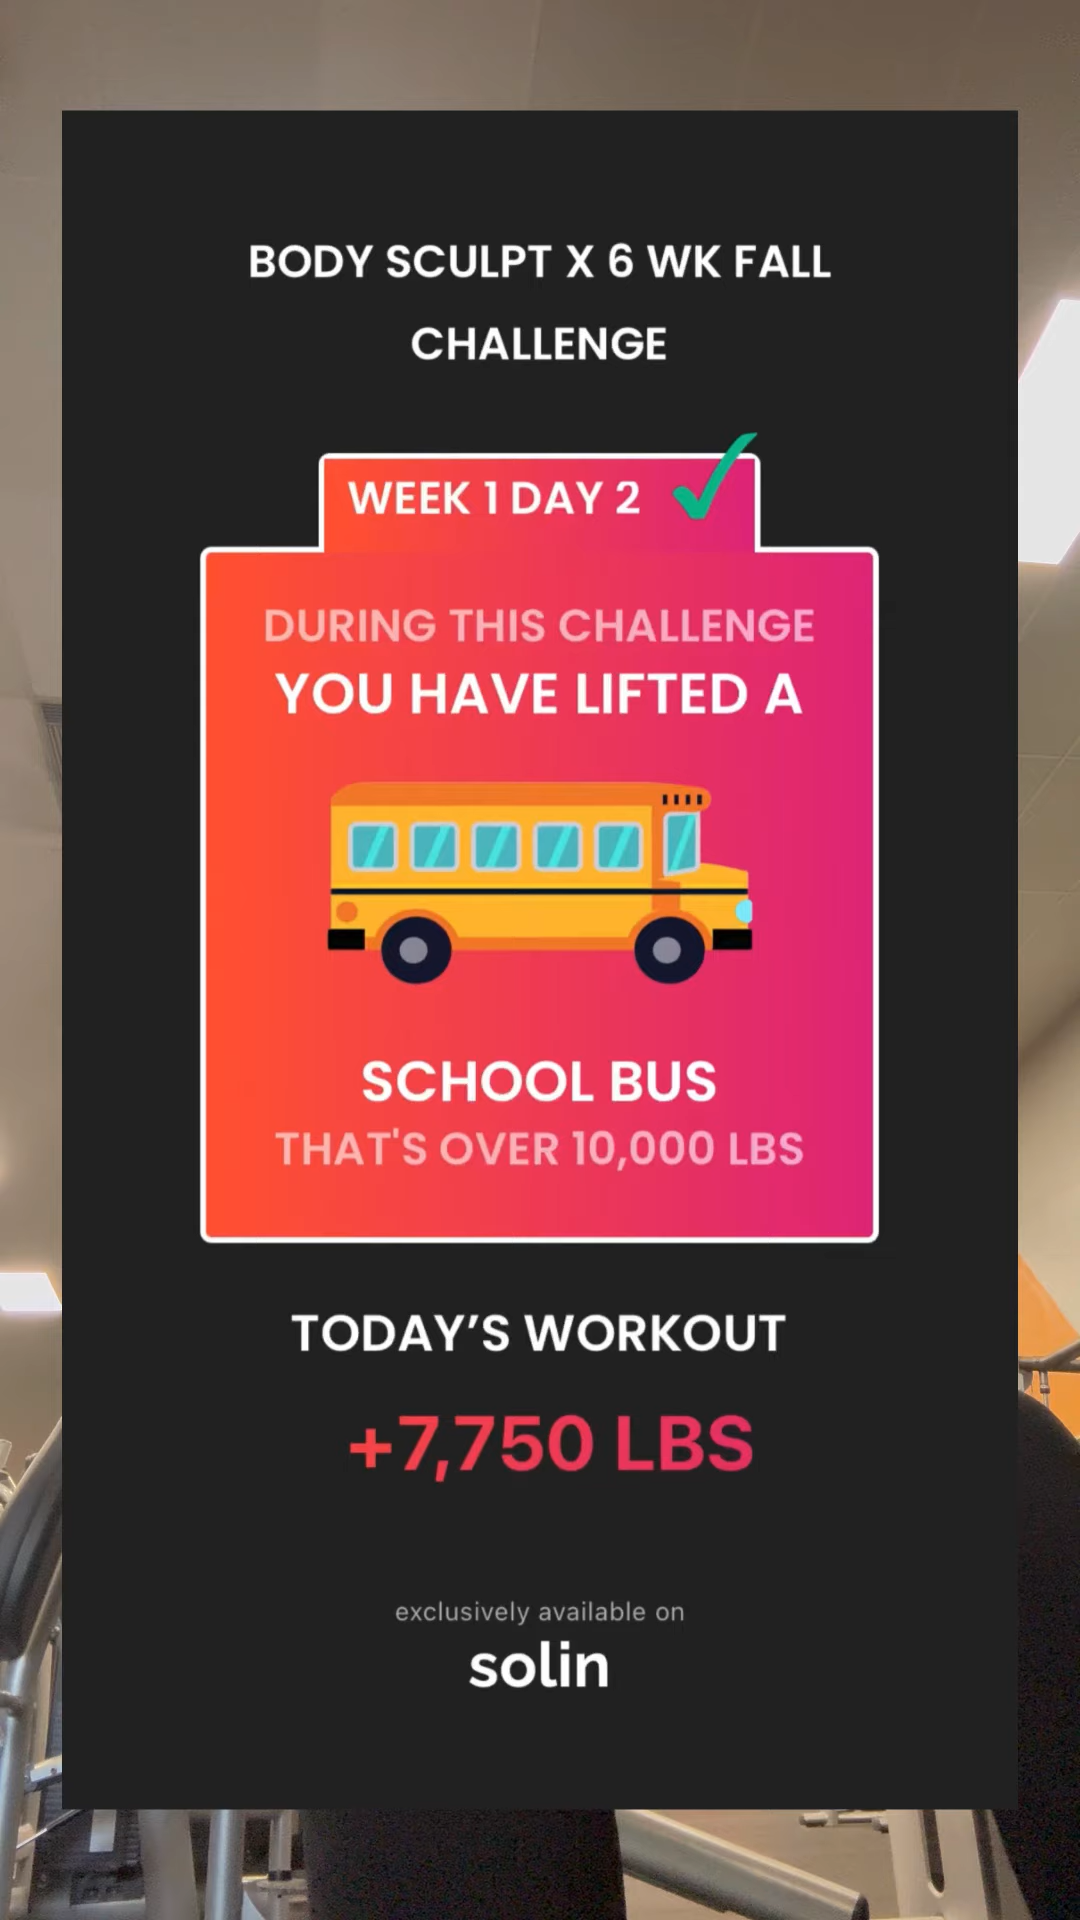 BODY SCULPT X 6 WK FALL
CHALLENGE
WEEK 1 DAY 2
DURING THIS CHALLENGE
YOU HAVE LIFTED A
SCHOOL BUS
THAT'S OVER 10,000 LBS
TODAY’S WORKOUT
+7,750 LBS
exclusively available on
solin